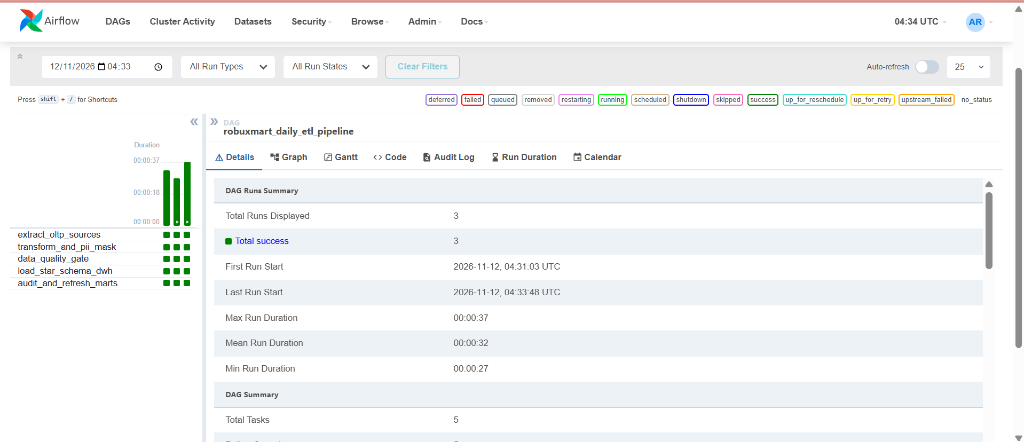 Airflow DAGs Cluster Activity Datasets Security Browse Admin Docs 04:34 UTC AR
12/11/2026 04:33 All Run Types All Run States Clear Filters Auto-refresh 25
Press shift + / for Shortcuts deferred failed queued removed restarting running scheduled shutdown skipped success up_for_reschedule up_for_retry upstream_failed no_status
DAG
robuxmart_daily_etl_pipeline
Details Graph Gantt Code Audit Log Run Duration Calendar
Duration
00:00:37
00:00:18
00:00:00
extract_oltp_sources
transform_and_pii_mask
data_quality_gate
load_star_schema_dwh
audit_and_refresh_marts
DAG Runs Summary
Total Runs Displayed 3
Total success 3
First Run Start 2026-11-12, 04:31:03 UTC
Last Run Start 2026-11-12, 04:33:48 UTC
Max Run Duration 00:00:37
Mean Run Duration 00:00:32
Min Run Duration 00:00:27
DAG Summary
Total Tasks 5